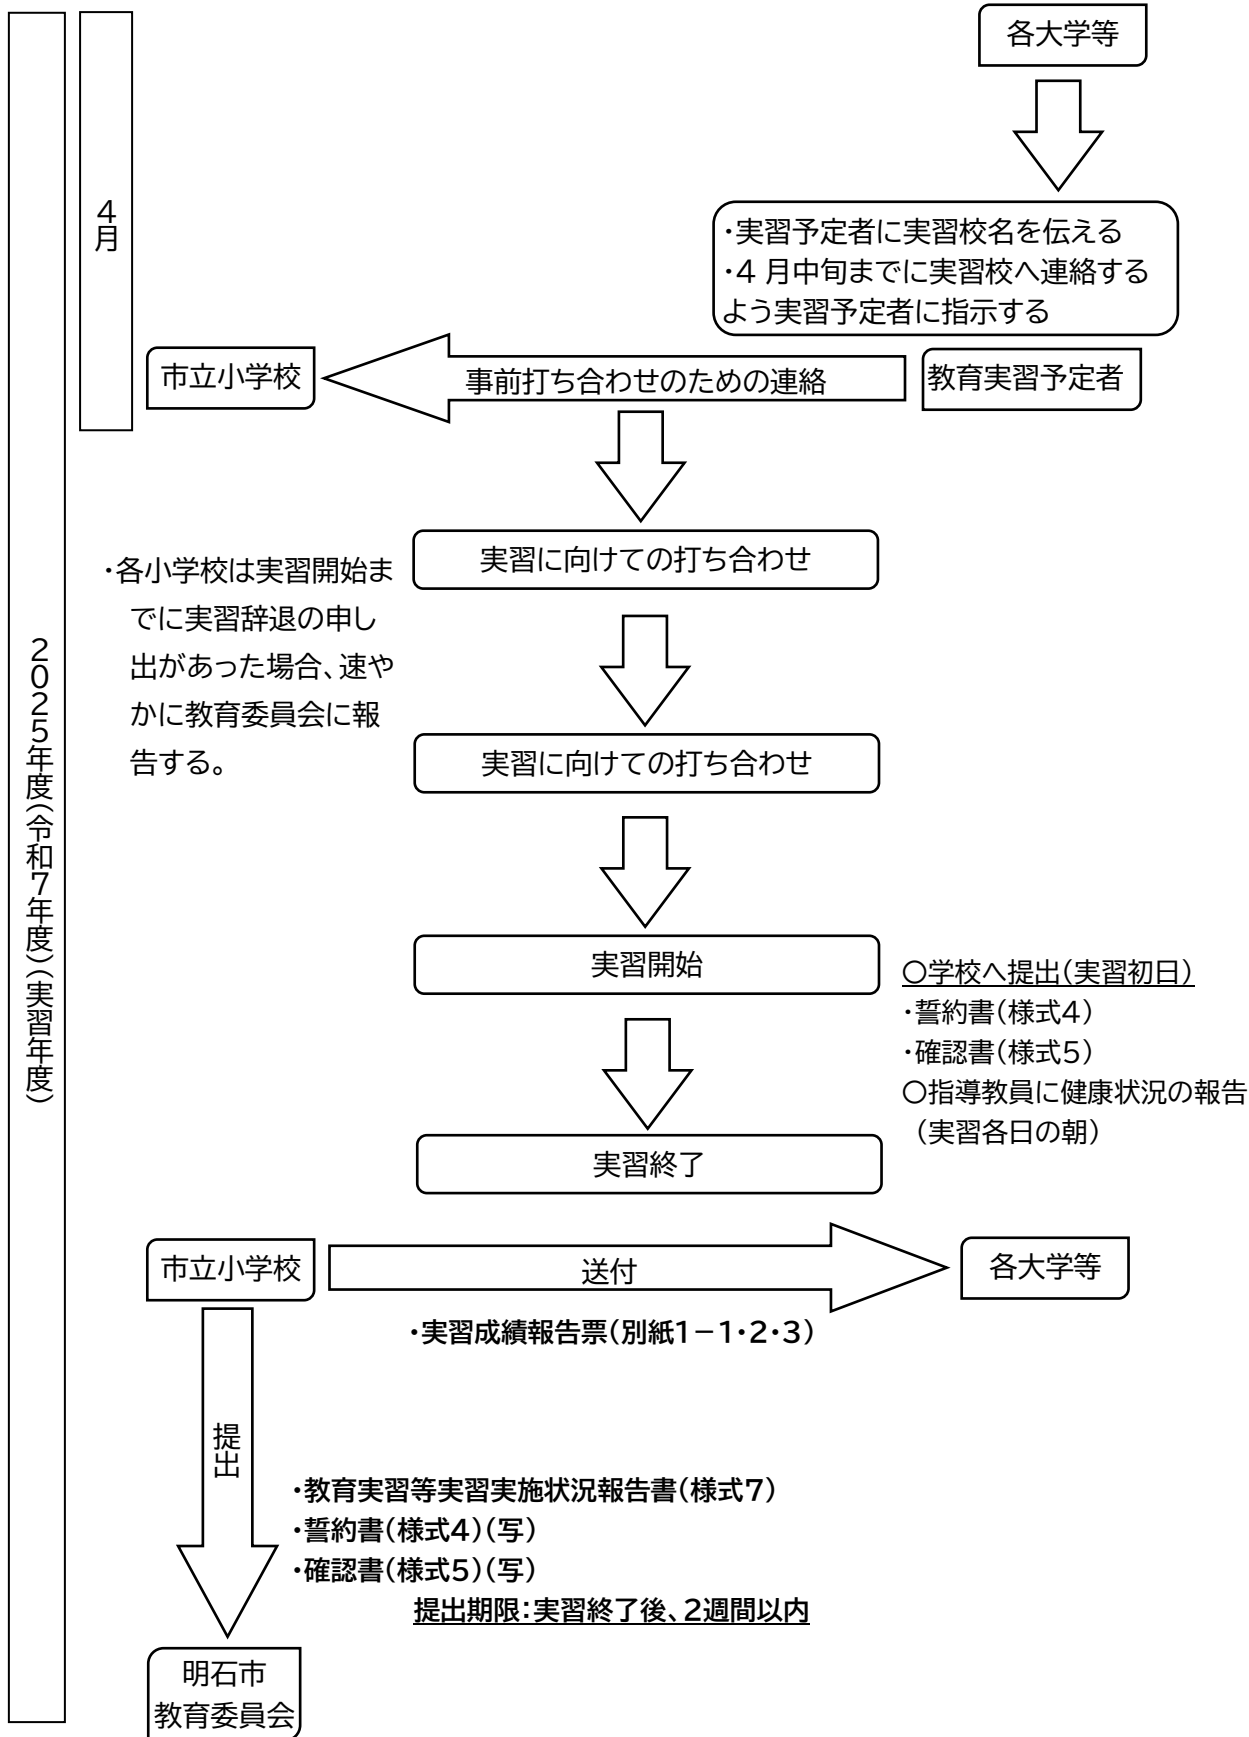 各大学等
4月
・実習予定者に実習校名を伝える
・4 月中旬までに実習校へ連絡する
よう実習予定者に指示する
市立小学校
事前打ち合わせのための連絡
教育実習予定者
実習に向けての打ち合わせ
・各小学校は実習開始ま
でに実習辞退の申し
出があった場合、速や
かに教育委員会に報
告する。
2025年度(令和7年度)(実習年度)
実習に向けての打ち合わせ
実習開始
○学校へ提出(実習初日)
・誓約書(様式4)
・確認書(様式5)
○指導教員に健康状況の報告
(実習各日の朝)
実習終了
市立小学校
送付
各大学等
・実習成績報告票(別紙1-1・2・3)
提出
・教育実習等実習実施状況報告書(様式7)
・誓約書(様式4)(写)
・確認書(様式5)(写)
提出期限:実習終了後、2週間以内
明石市
教育委員会